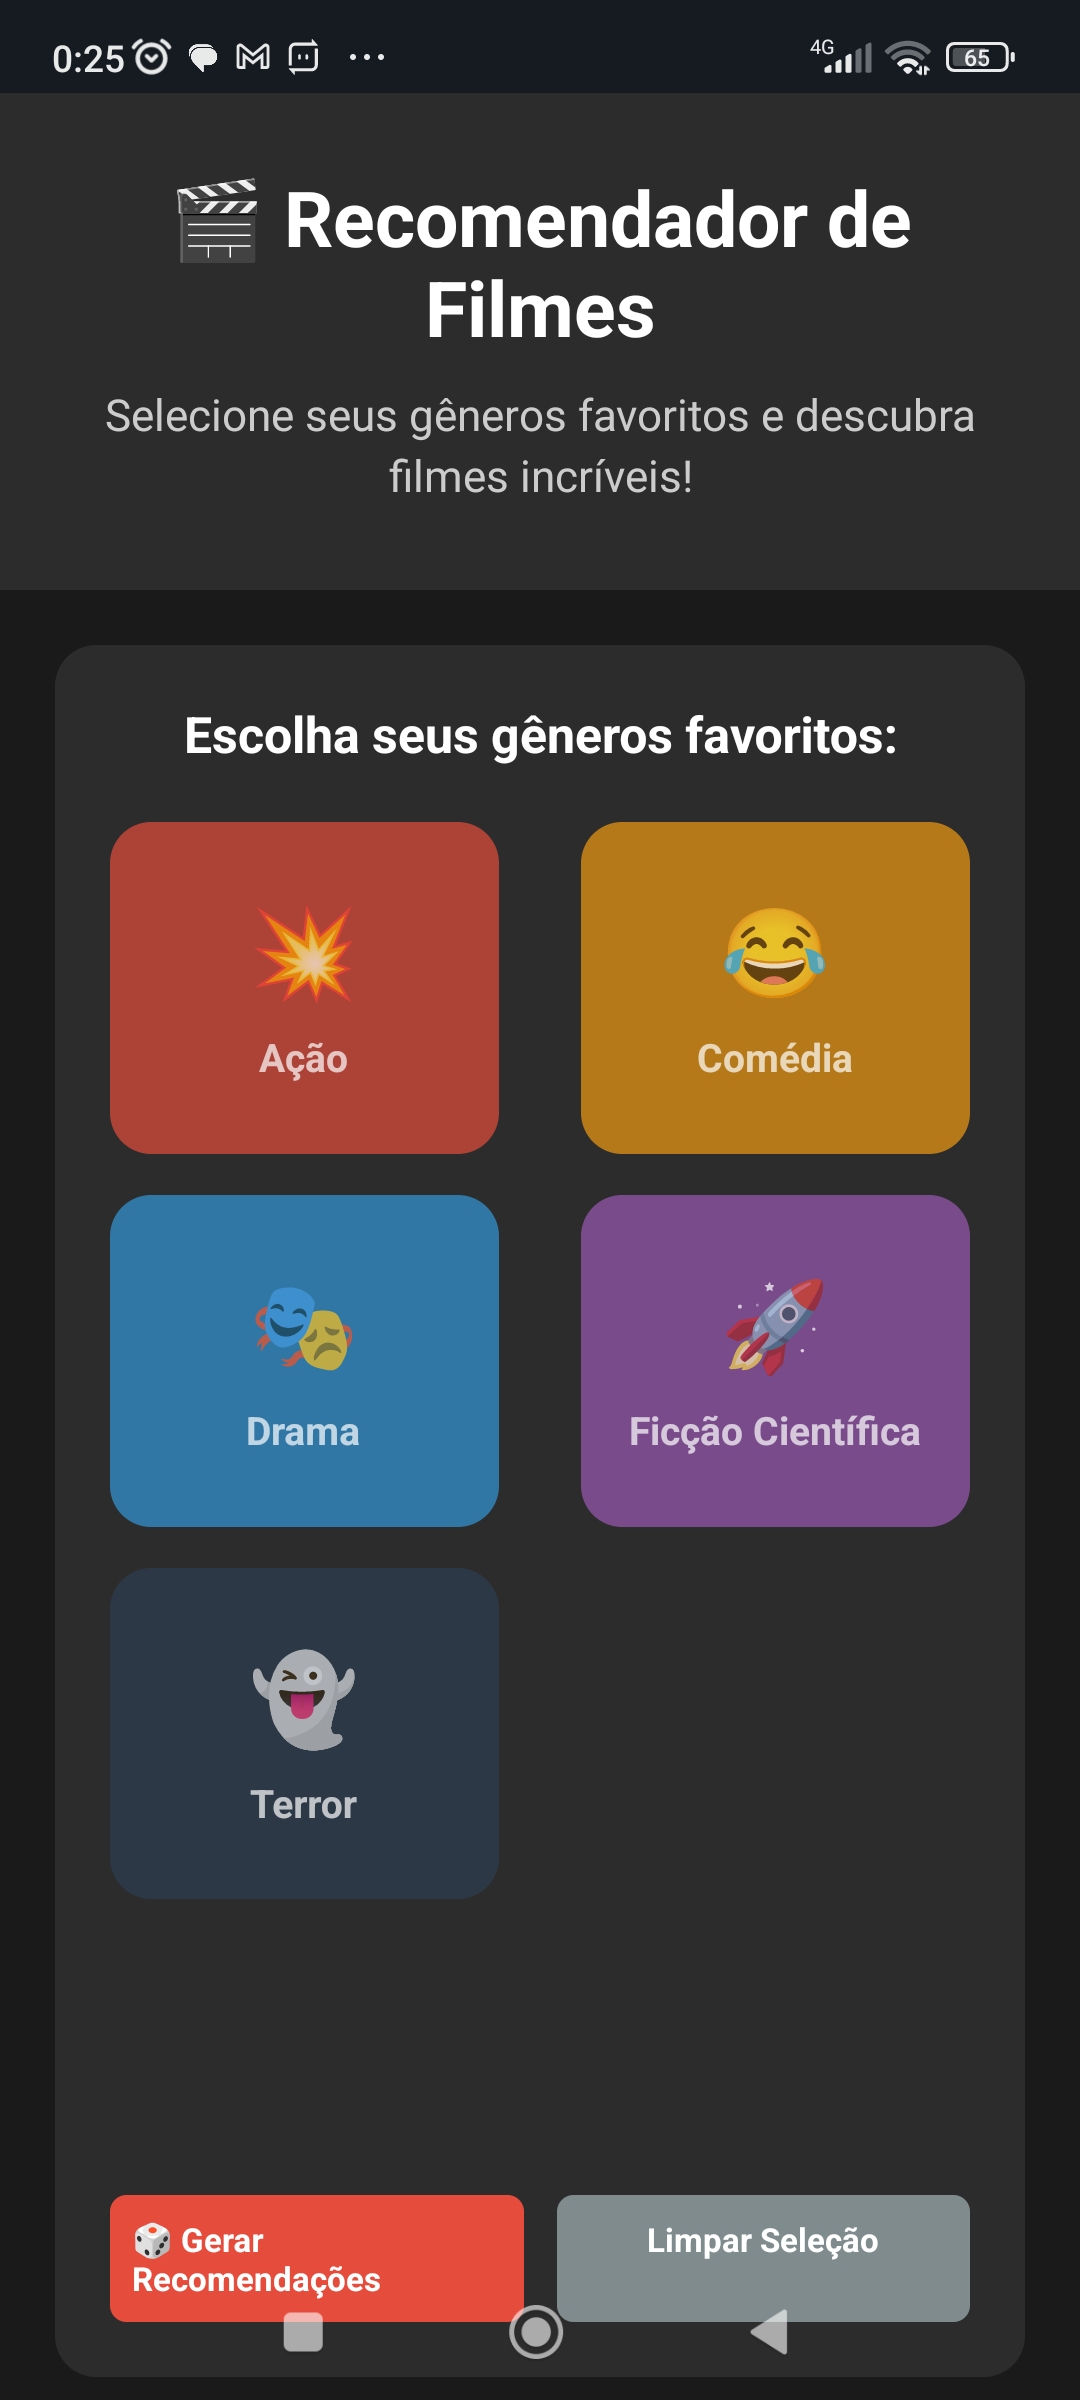 0:25
4G
65
Recomendador de
Filmes
Selecione seus gêneros favoritos e descubra
filmes incríveis!
Escolha seus gêneros favoritos:
Ação
Comédia
Drama
Ficção Científica
Terror
Gerar
Recomendações
Limpar Seleção